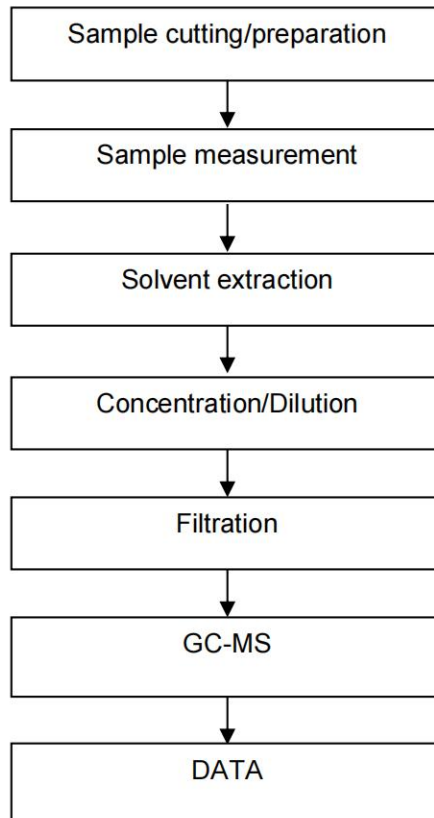 Sample cutting/preparation
Sample measurement
Solvent extraction
Concentration/Dilution
Filtration
GC-MS
DATA